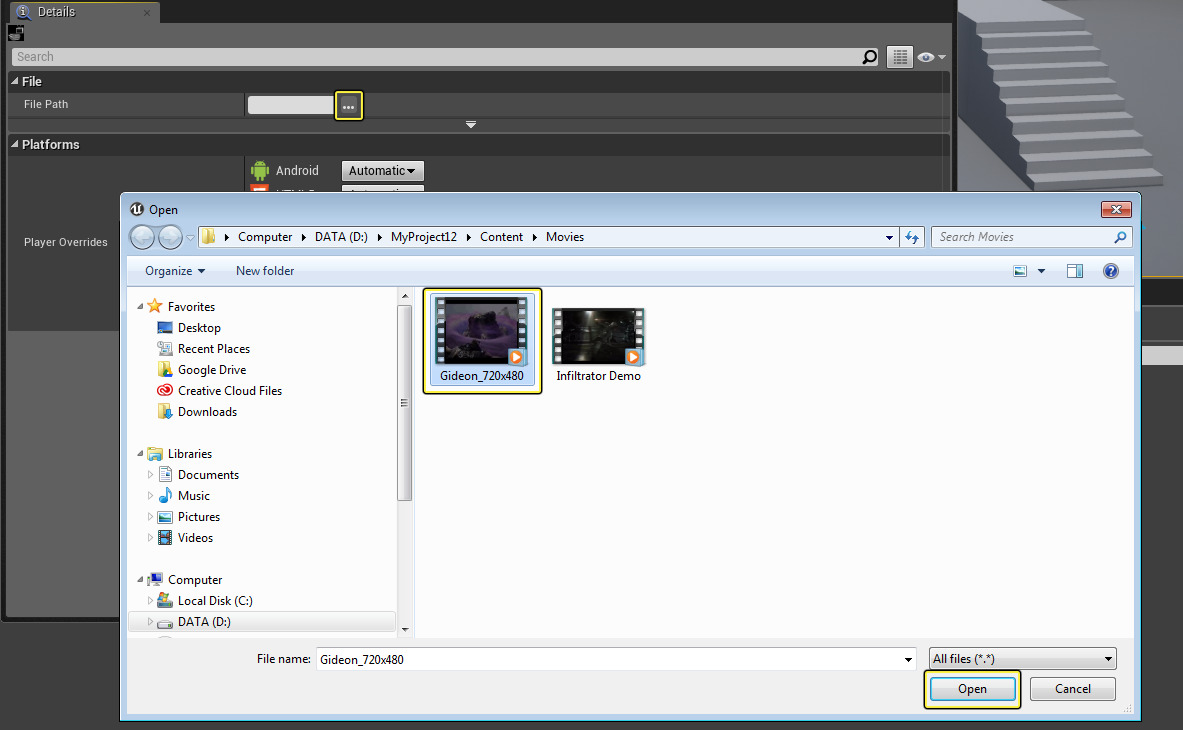 Details
Search
File
File Path
...
Platforms
Android Automatic
Player Overrides
Open
Computer DATA (D:) MyProject12 Content Movies
Search Movies
Organize New folder
Favorites
Desktop
Recent Places
Google Drive
Creative Cloud Files
Downloads
Libraries
Documents
Music
Pictures
Videos
Computer
Local Disk (C:)
DATA (D:)
Gideon_720x480
Infiltrator Demo
File name: Gideon_720x480
All files (*.*)
Open
Cancel